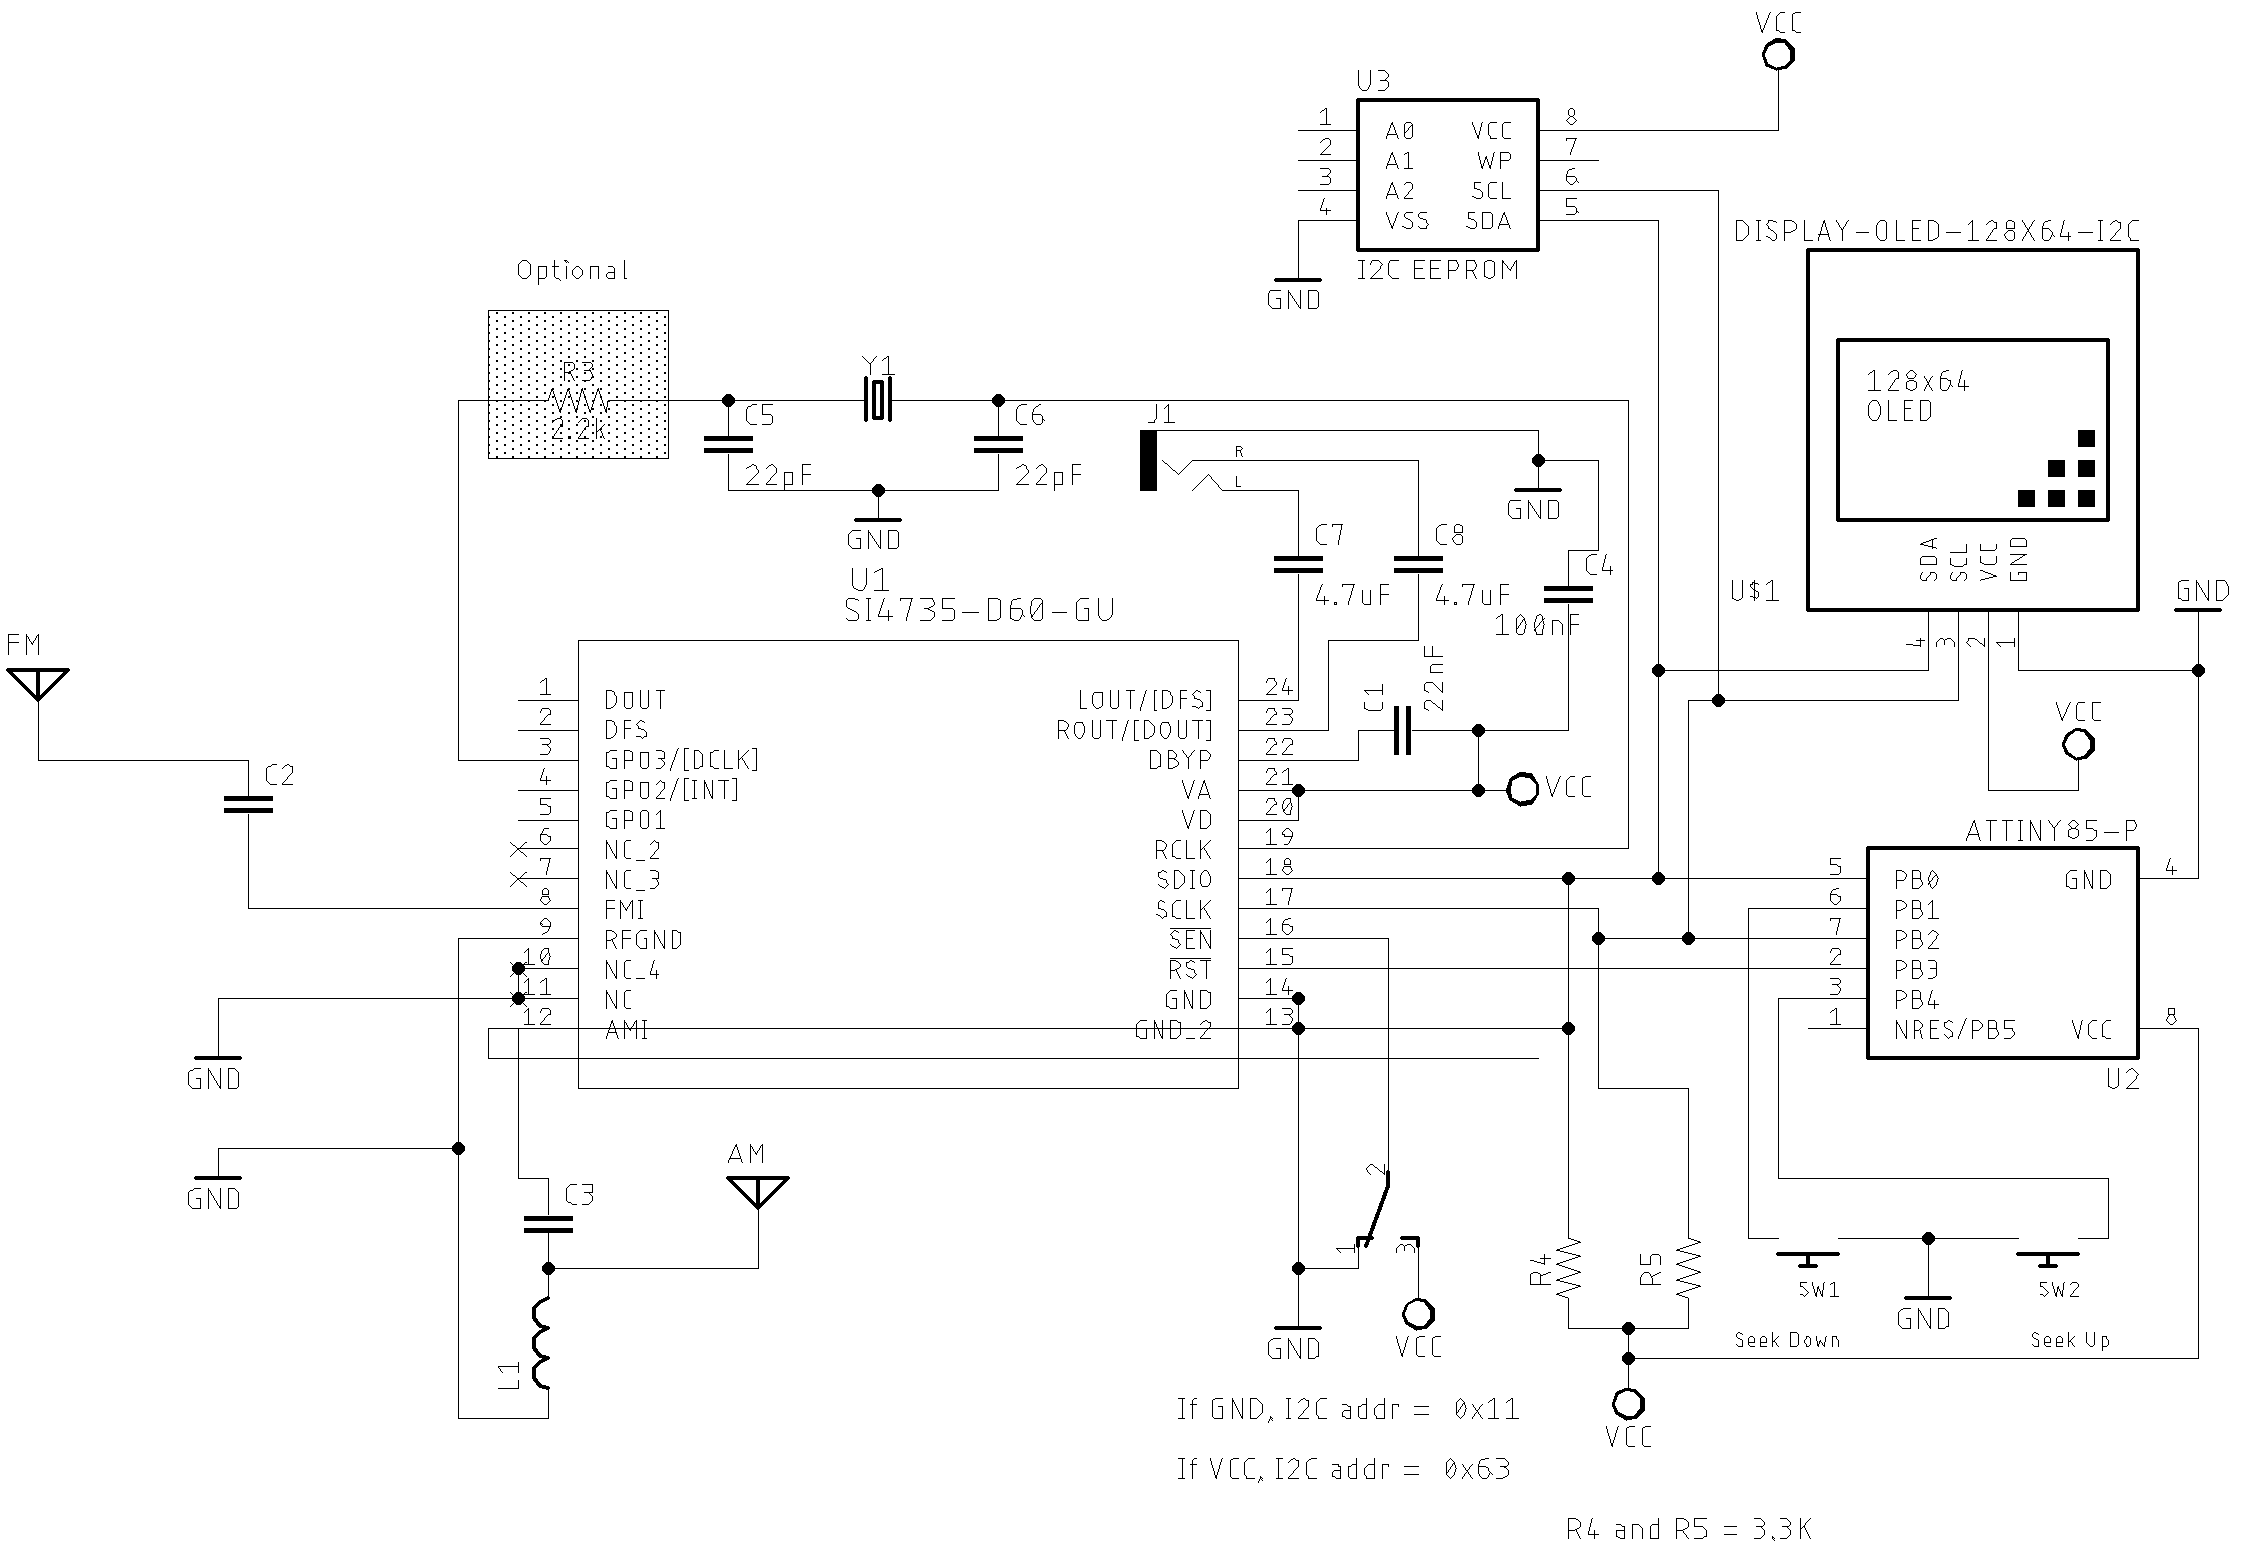 VCC
U3
1 A0 VCC 8
2 A1 WP 7
3 A2 SCL 6
4 VSS SDA 5
I2C EEPROM
GND
DISPLAY-OLED-128X64-I2C
128x64
OLED
SDA
SCL
VCC
GND
U$1
4
3
2
1
GND
VCC
Optional
R3
2.2K
Y1
C5
22pF
C6
22pF
GND
J1
R
L
GND
C7
4.7uF
C8
4.7uF
C4
100nF
C1
22nF
VCC
U1
SI4735-D60-GU
FM
C2
1 DOUT LOUT/[DFS] 24
2 DFS ROUT/[DOUT] 23
3 GPO3/[DCLK] DBYP 22
4 GPO2/[INT] VA 21
5 GPO1 VD 20
6 NC_2 RCLK 19
7 NC_3 SDIO 18
8 FMI SCLK 17
9 RFGND SEN 16
10 NC_4 RST 15
11 NC GND 14
12 AMI GND_2 13
ATTINY85-P
5 PB0 GND 4
6 PB1
7 PB2
2 PB3
3 PB4
1 NRES/PB5 VCC 8
U2
GND
GND
AM
C3
L1
2
1
3
GND
VCC
R4
R5
VCC
SW1
SW2
GND
Seek Down
Seek Up
If GND, I2C addr = 0x11
If VCC, I2C addr = 0x63
R4 and R5 = 3,3K